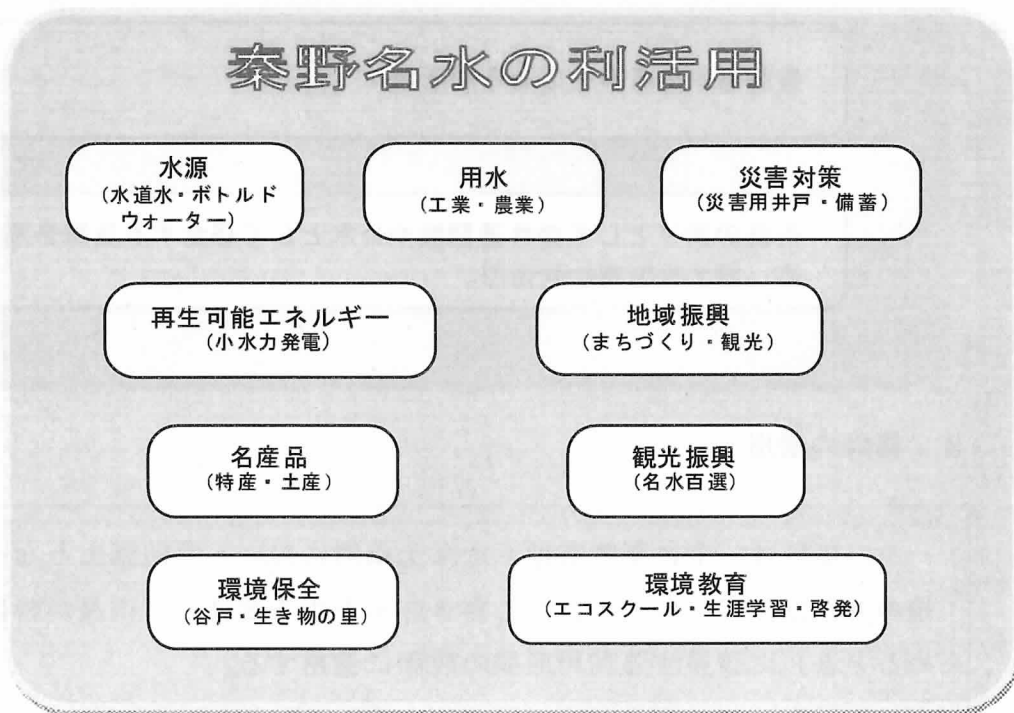 秦野名水の利活用
水源
(水道水・ボトルド
ウォーター)
用水
(工業・農業)
災害対策
(災害用井戸・備蓄)
再生可能エネルギー
(小水力発電)
地域振興
(まちづくり・観光)
名産品
(特産・土産)
観光振興
(名水百選)
環境保全
(谷戸・生き物の里)
環境教育
(エコスクール・生涯学習・啓発)